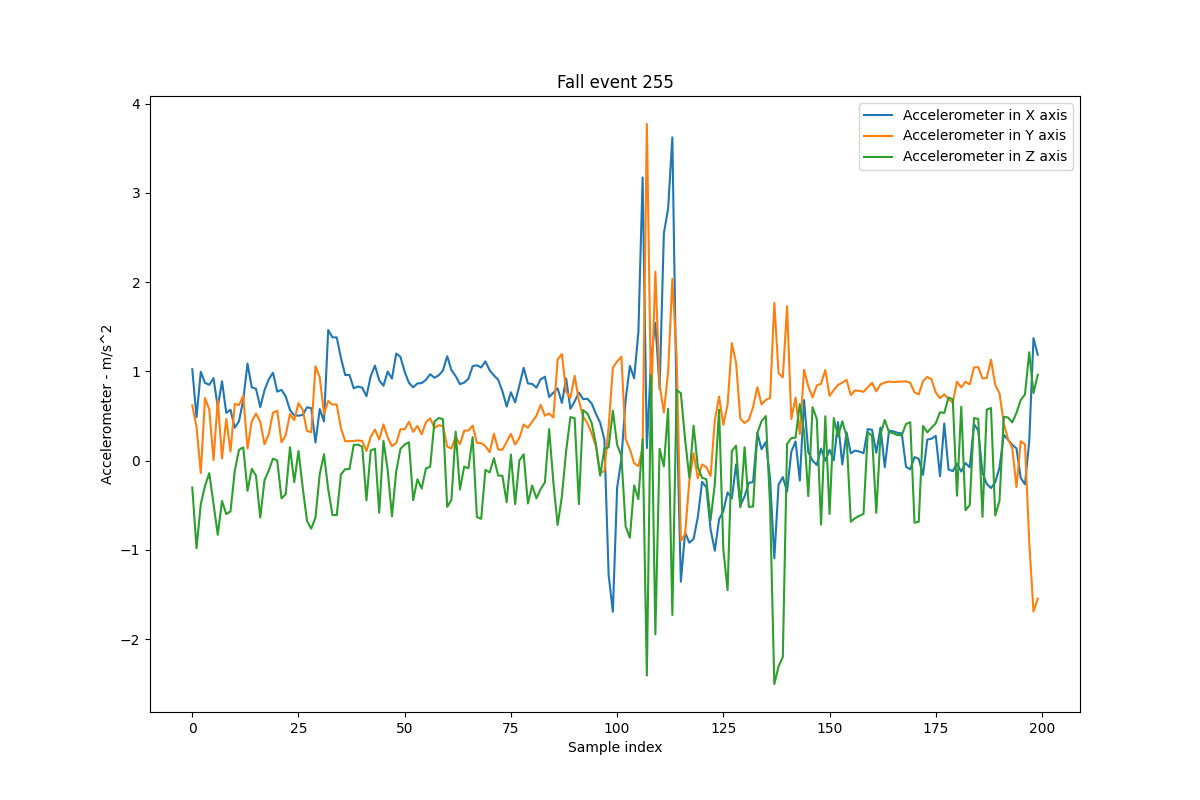 Fall event 255
Accelerometer in X axis
Accelerometer in Y axis
Accelerometer in Z axis
Accelerometer - m/s^2
4
3
2
1
0
−1
−2
0 25 50 75 100 125 150 175 200
Sample index